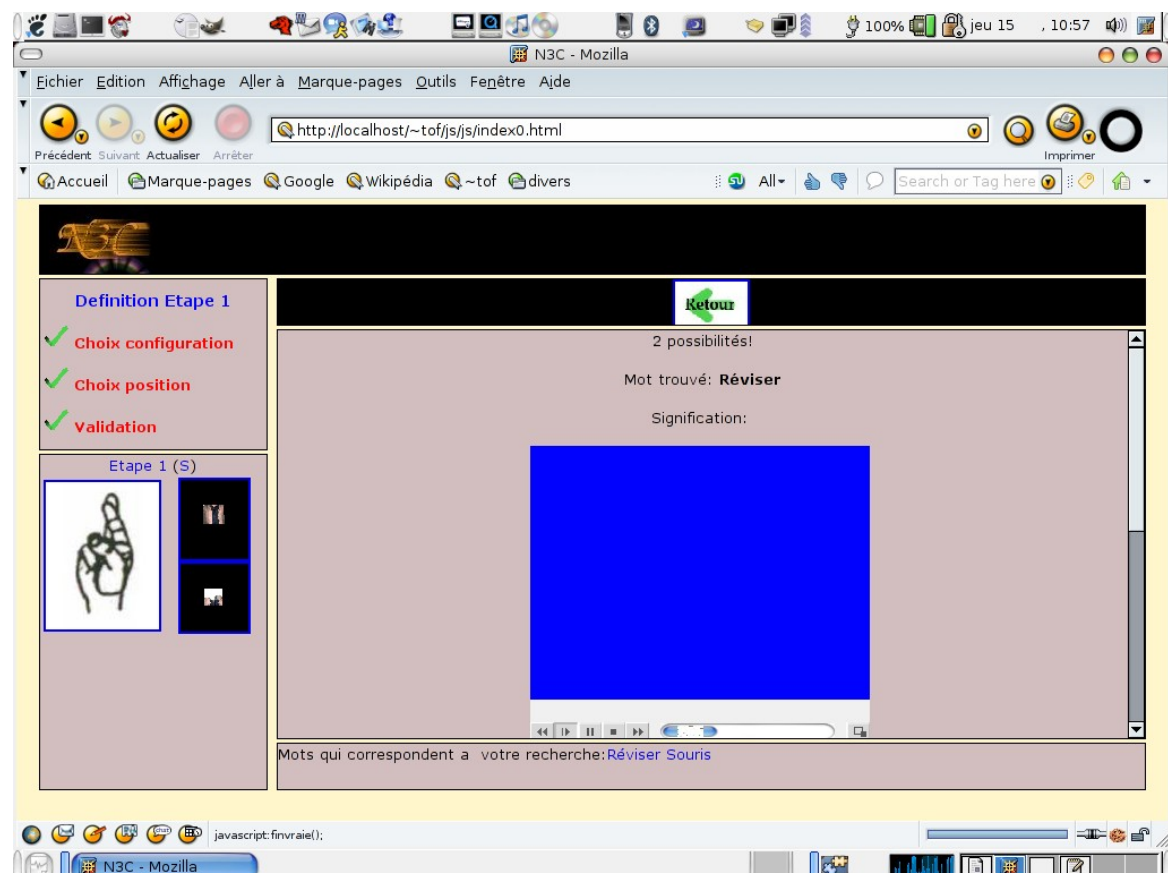 100% jeu 15 , 10:57
N3C - Mozilla
Fichier Edition Affichage Aller à Marque-pages Outils Fenêtre Aide
http://localhost/~tof/js/js/index0.html
Précédent Suivant Actualiser Arrêter Imprimer
Accueil Marque-pages Google Wikipédia ~tof divers All Search or Tag here
N3C
Definition Etape 1
Choix configuration
Choix position
Validation
Etape 1 (S)
Retour
2 possibilités!
Mot trouvé: Réviser
Signification:
Mots qui correspondent a votre recherche:Réviser Souris
javascript:finvraie();
N3C - Mozilla